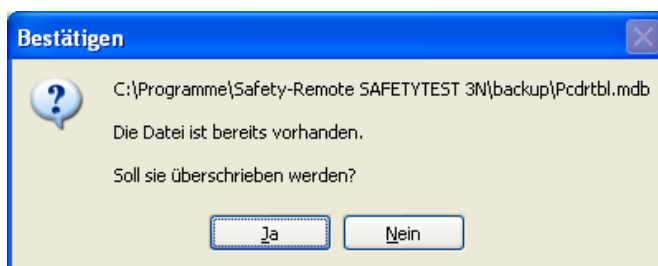 Bestätigen
C:\Programme\Safety-Remote SAFETYTEST 3N\backup\Pcdrtbl.mdb
Die Datei ist bereits vorhanden.
Soll sie überschrieben werden?
Ja
Nein